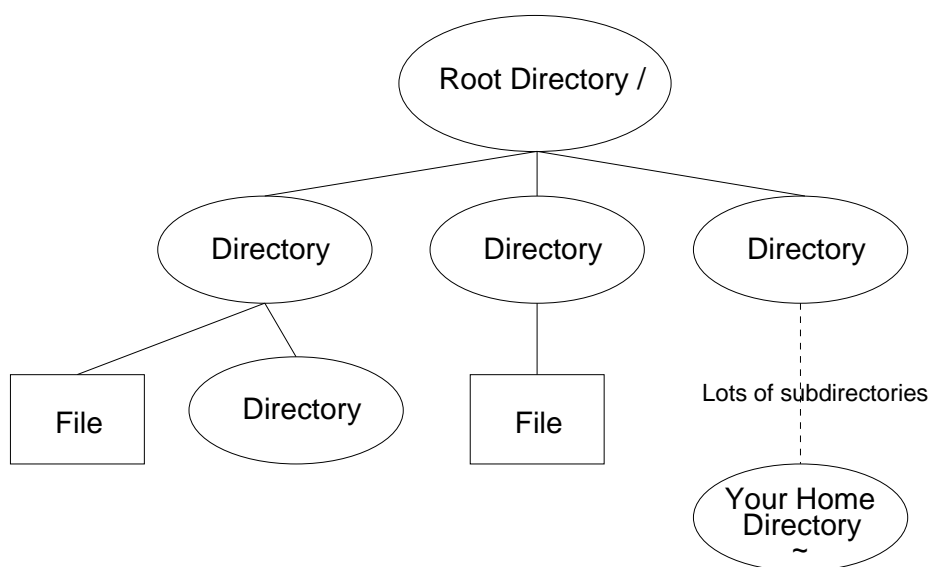 Root Directory /
Directory
Directory
Directory
File
Directory
File
Lots of subdirectories
Your Home
Directory
~